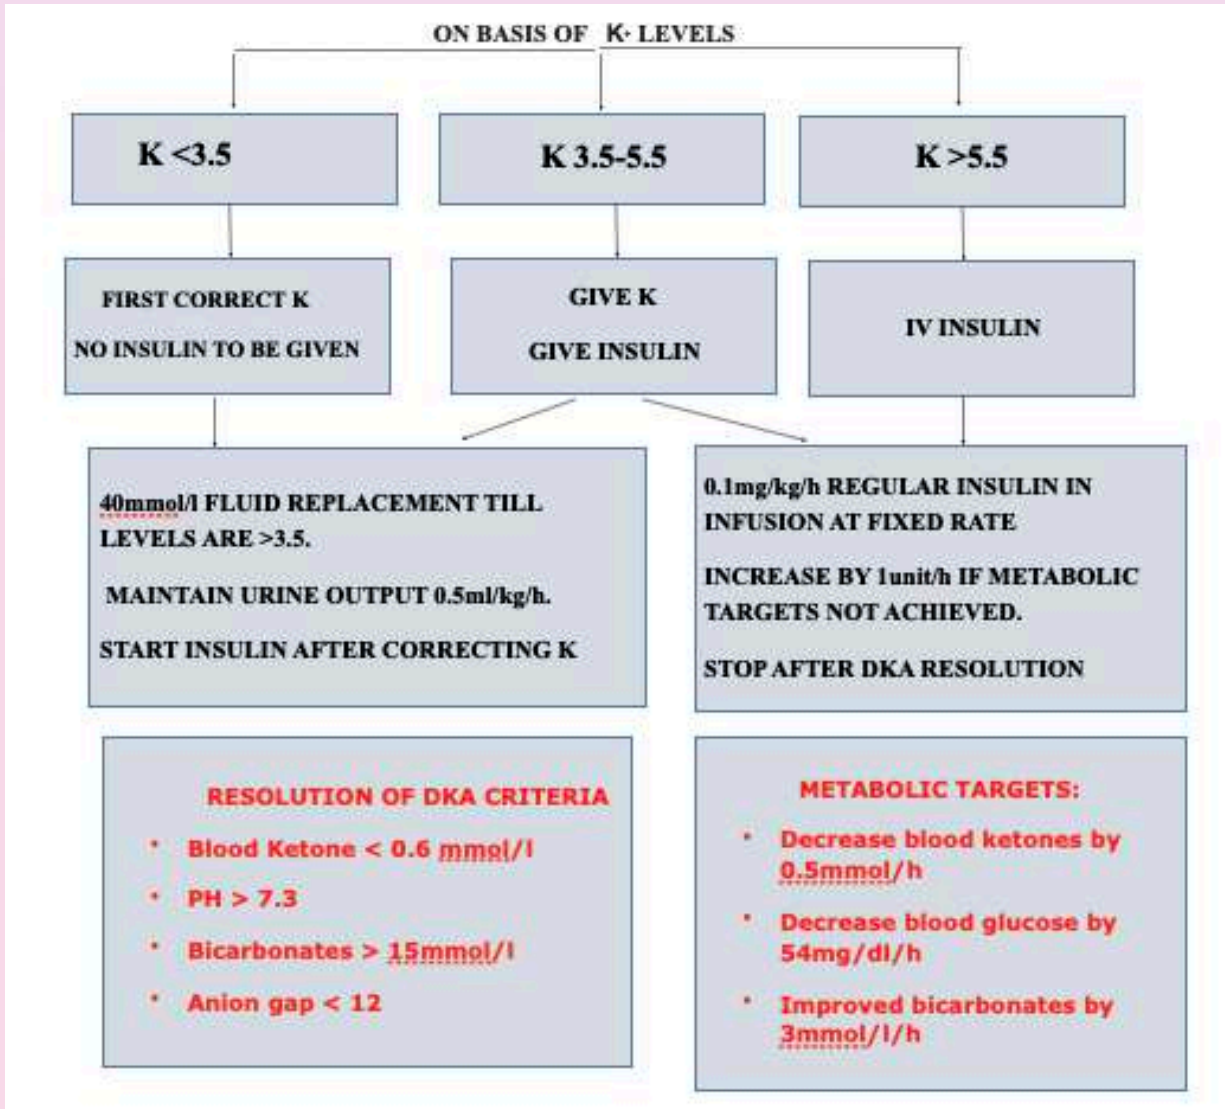 ON BASIS OF K· LEVELS
K <3.5
K 3.5-5.5
K >5.5
FIRST CORRECT K
NO INSULIN TO BE GIVEN
GIVE K
GIVE INSULIN
IV INSULIN
40mmol/l FLUID REPLACEMENT TILL
LEVELS ARE >3.5.
MAINTAIN URINE OUTPUT 0.5ml/kg/h.
START INSULIN AFTER CORRECTING K
0.1mg/kg/h REGULAR INSULIN IN
INFUSION AT FIXED RATE
INCREASE BY 1unit/h IF METABOLIC
TARGETS NOT ACHIEVED.
STOP AFTER DKA RESOLUTION
RESOLUTION OF DKA CRITERIA
• Blood Ketone < 0.6 mmol/l
• PH > 7.3
• Bicarbonates > 15mmol/l
• Anion gap < 12
METABOLIC TARGETS:
• Decrease blood ketones by
0.5mmol/h
• Decrease blood glucose by
54mg/dl/h
• Improved bicarbonates by
3mmol/l/h